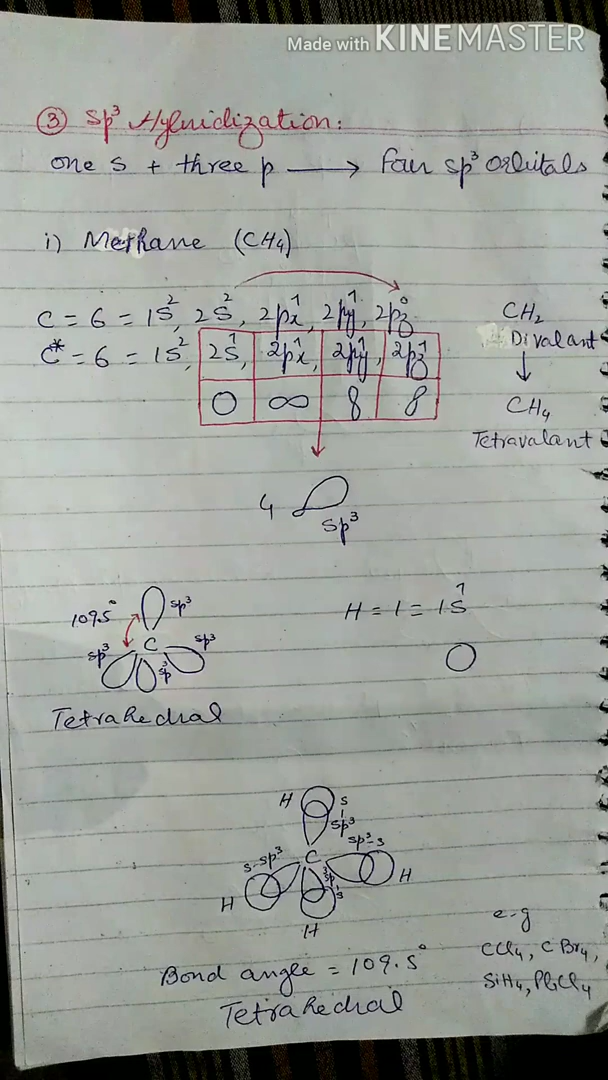 Made with KINEMASTER
③ Sp³ Hybridization:
one s + three p ⟶ four sp³ orbitals
i) Methane (CH₄)
C = 6 = 1S², 2S², 2px¹, 2py¹, 2pz⁰
C* = 6 = 1S², 2S¹, 2px¹, 2py¹, 2pz¹
CH₂
Divalant
↓
CH₄
Tetravalant
4 sp³
109.5°
sp³
C
sp³
sp³
sp³
Tetrahedral
H = 1 = 1S¹
H
S-sp³
sp³-s
s-sp³
C
sp³-s
H
H
H
Bond angle = 109.5°
Tetrahedral
e-g
CCl₄, CBr₄,
SiH₄, PbCl₄